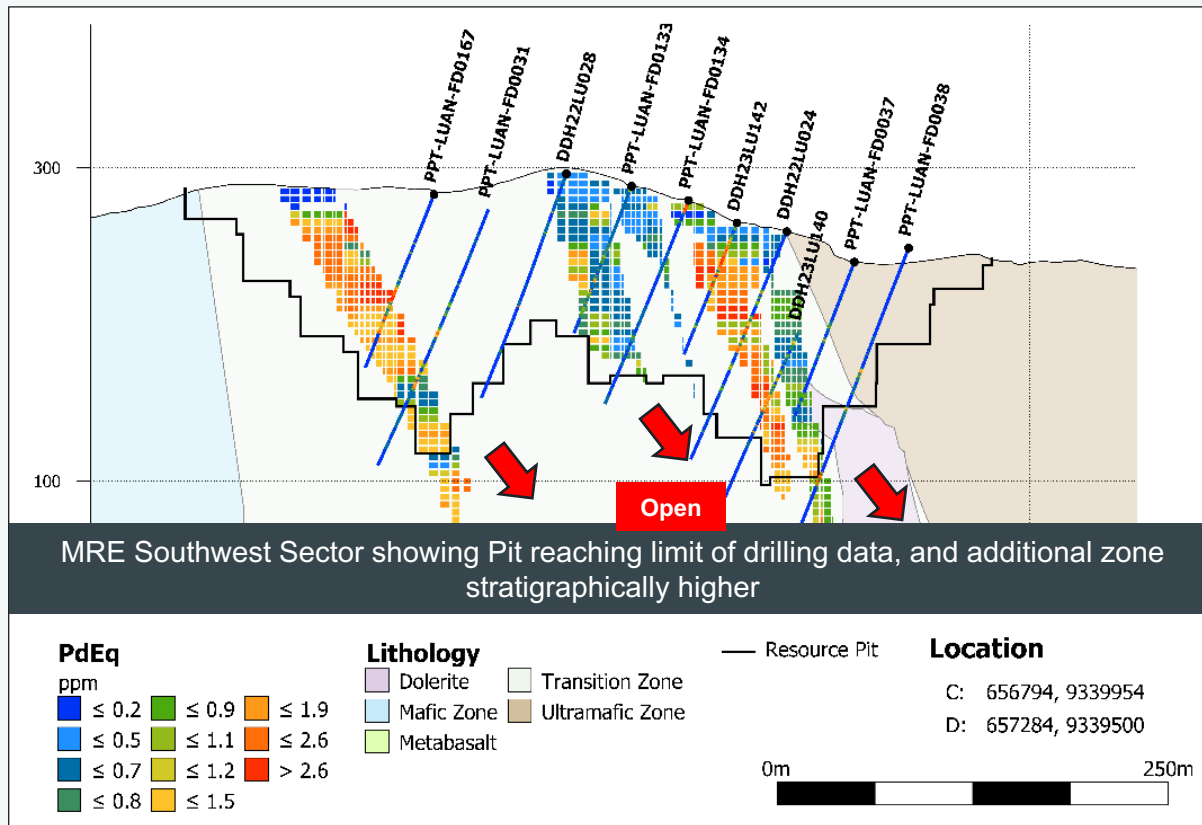 PPT-LUAN-FD0167
PPT-LUAN-FD0031
DDH22LU028
PPT-LUAN-FD0133
PPT-LUAN-FD0134
DDH23LU142
DDH22LU024
DDH23LU140
PPT-LUAN-FD0037
PPT-LUAN-FD0038
300
100
Open
MRE Southwest Sector showing Pit reaching limit of drilling data, and additional zone
stratigraphically higher
PdEq
ppm
≤ 0.2
≤ 0.5
≤ 0.7
≤ 0.8
≤ 0.9
≤ 1.1
≤ 1.2
≤ 1.5
≤ 1.9
≤ 2.6
> 2.6
Lithology
Dolerite
Mafic Zone
Metabasalt
Transition Zone
Ultramafic Zone
Resource Pit
Location
C: 656794, 9339954
D: 657284, 9339500
0m 250m